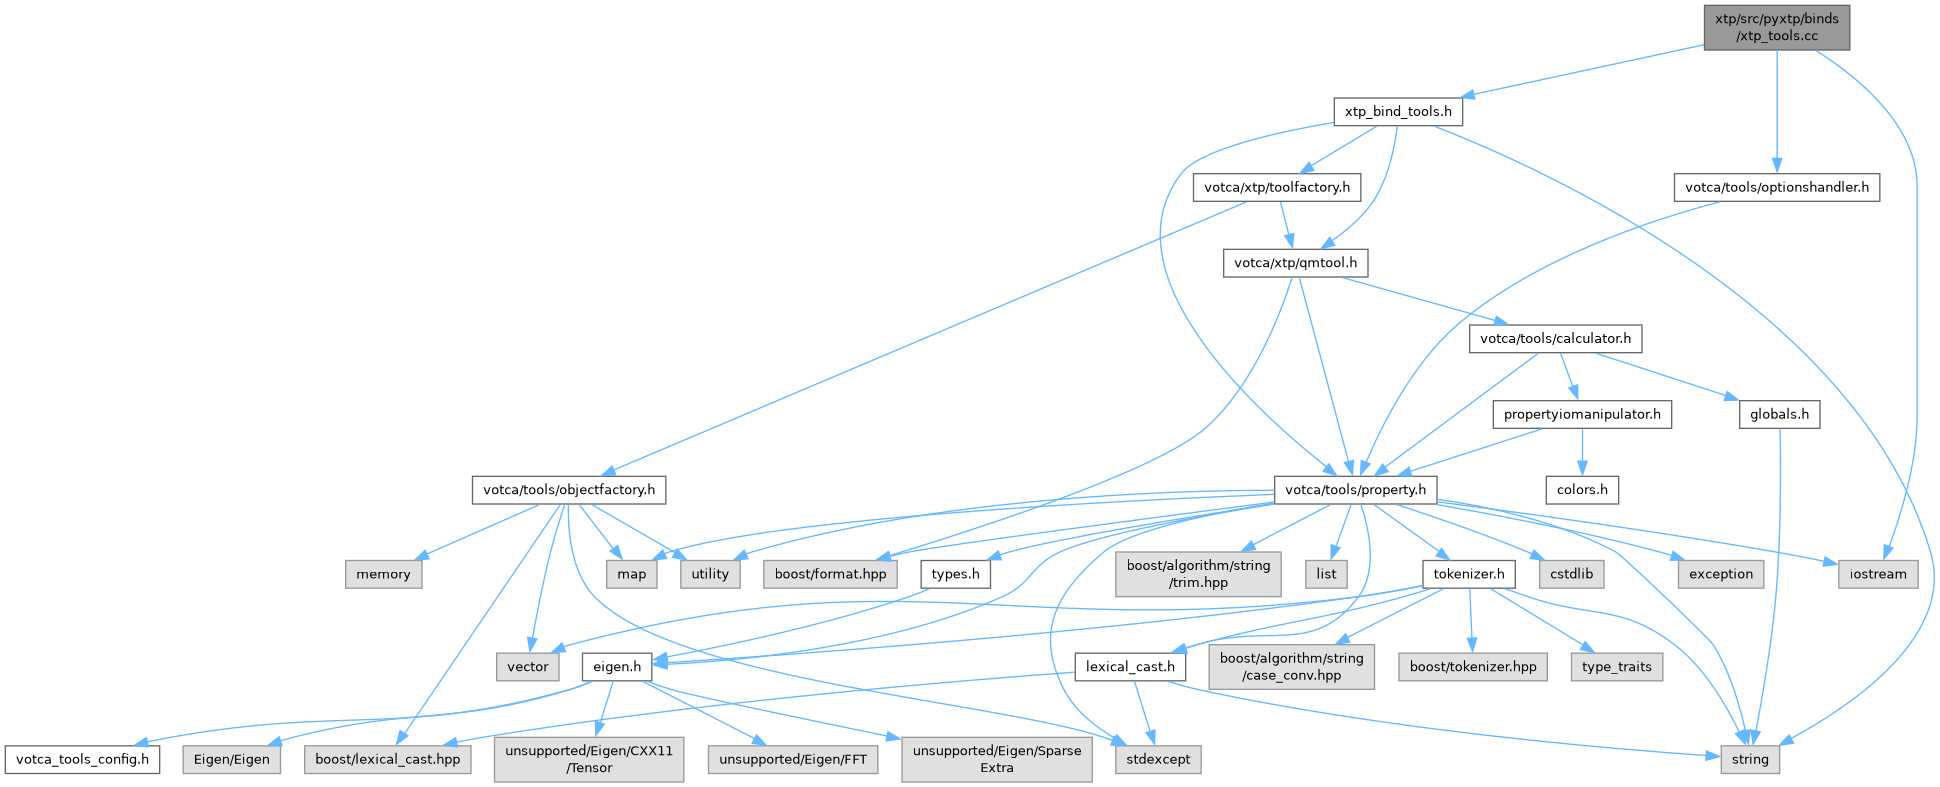 xtp/src/pyxtp/binds
/xtp_tools.cc
xtp_bind_tools.h
votca/xtp/toolfactory.h
votca/tools/optionshandler.h
votca/xtp/qmtool.h
votca/tools/calculator.h
propertyiomanipulator.h
globals.h
votca/tools/objectfactory.h
votca/tools/property.h
colors.h
memory
map
utility
boost/format.hpp
types.h
boost/algorithm/string
/trim.hpp
list
tokenizer.h
cstdlib
exception
iostream
vector
eigen.h
lexical_cast.h
boost/algorithm/string
/case_conv.hpp
boost/tokenizer.hpp
type_traits
votca_tools_config.h
Eigen/Eigen
boost/lexical_cast.hpp
unsupported/Eigen/CXX11
/Tensor
unsupported/Eigen/FFT
unsupported/Eigen/Sparse
Extra
stdexcept
string